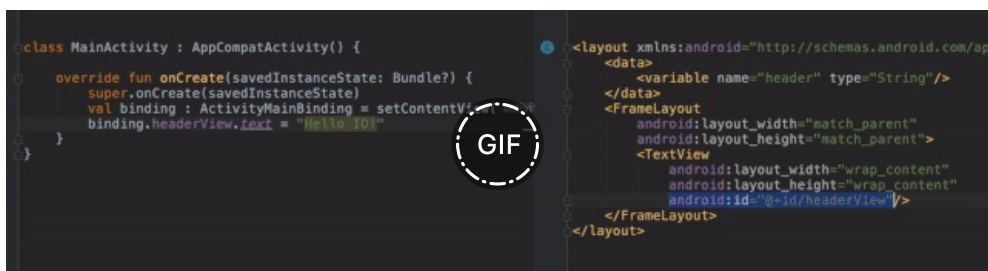 class MainActivity : AppCompatActivity() {
override fun onCreate(savedInstanceState: Bundle?) {
super.onCreate(savedInstanceState)
val binding : ActivityMainBinding = setContentVi
binding.headerView.text = "Hello IO!"
}
}
GIF
<layout xmlns:android="http://schemas.android.com/ap
<data>
<variable name="header" type="String"/>
</data>
<FrameLayout
android:layout_width="match_parent"
android:layout_height="match_parent">
<TextView
android:layout_width="wrap_content"
android:layout_height="wrap_content"
android:id="@+id/headerView"/>
</FrameLayout>
</layout>